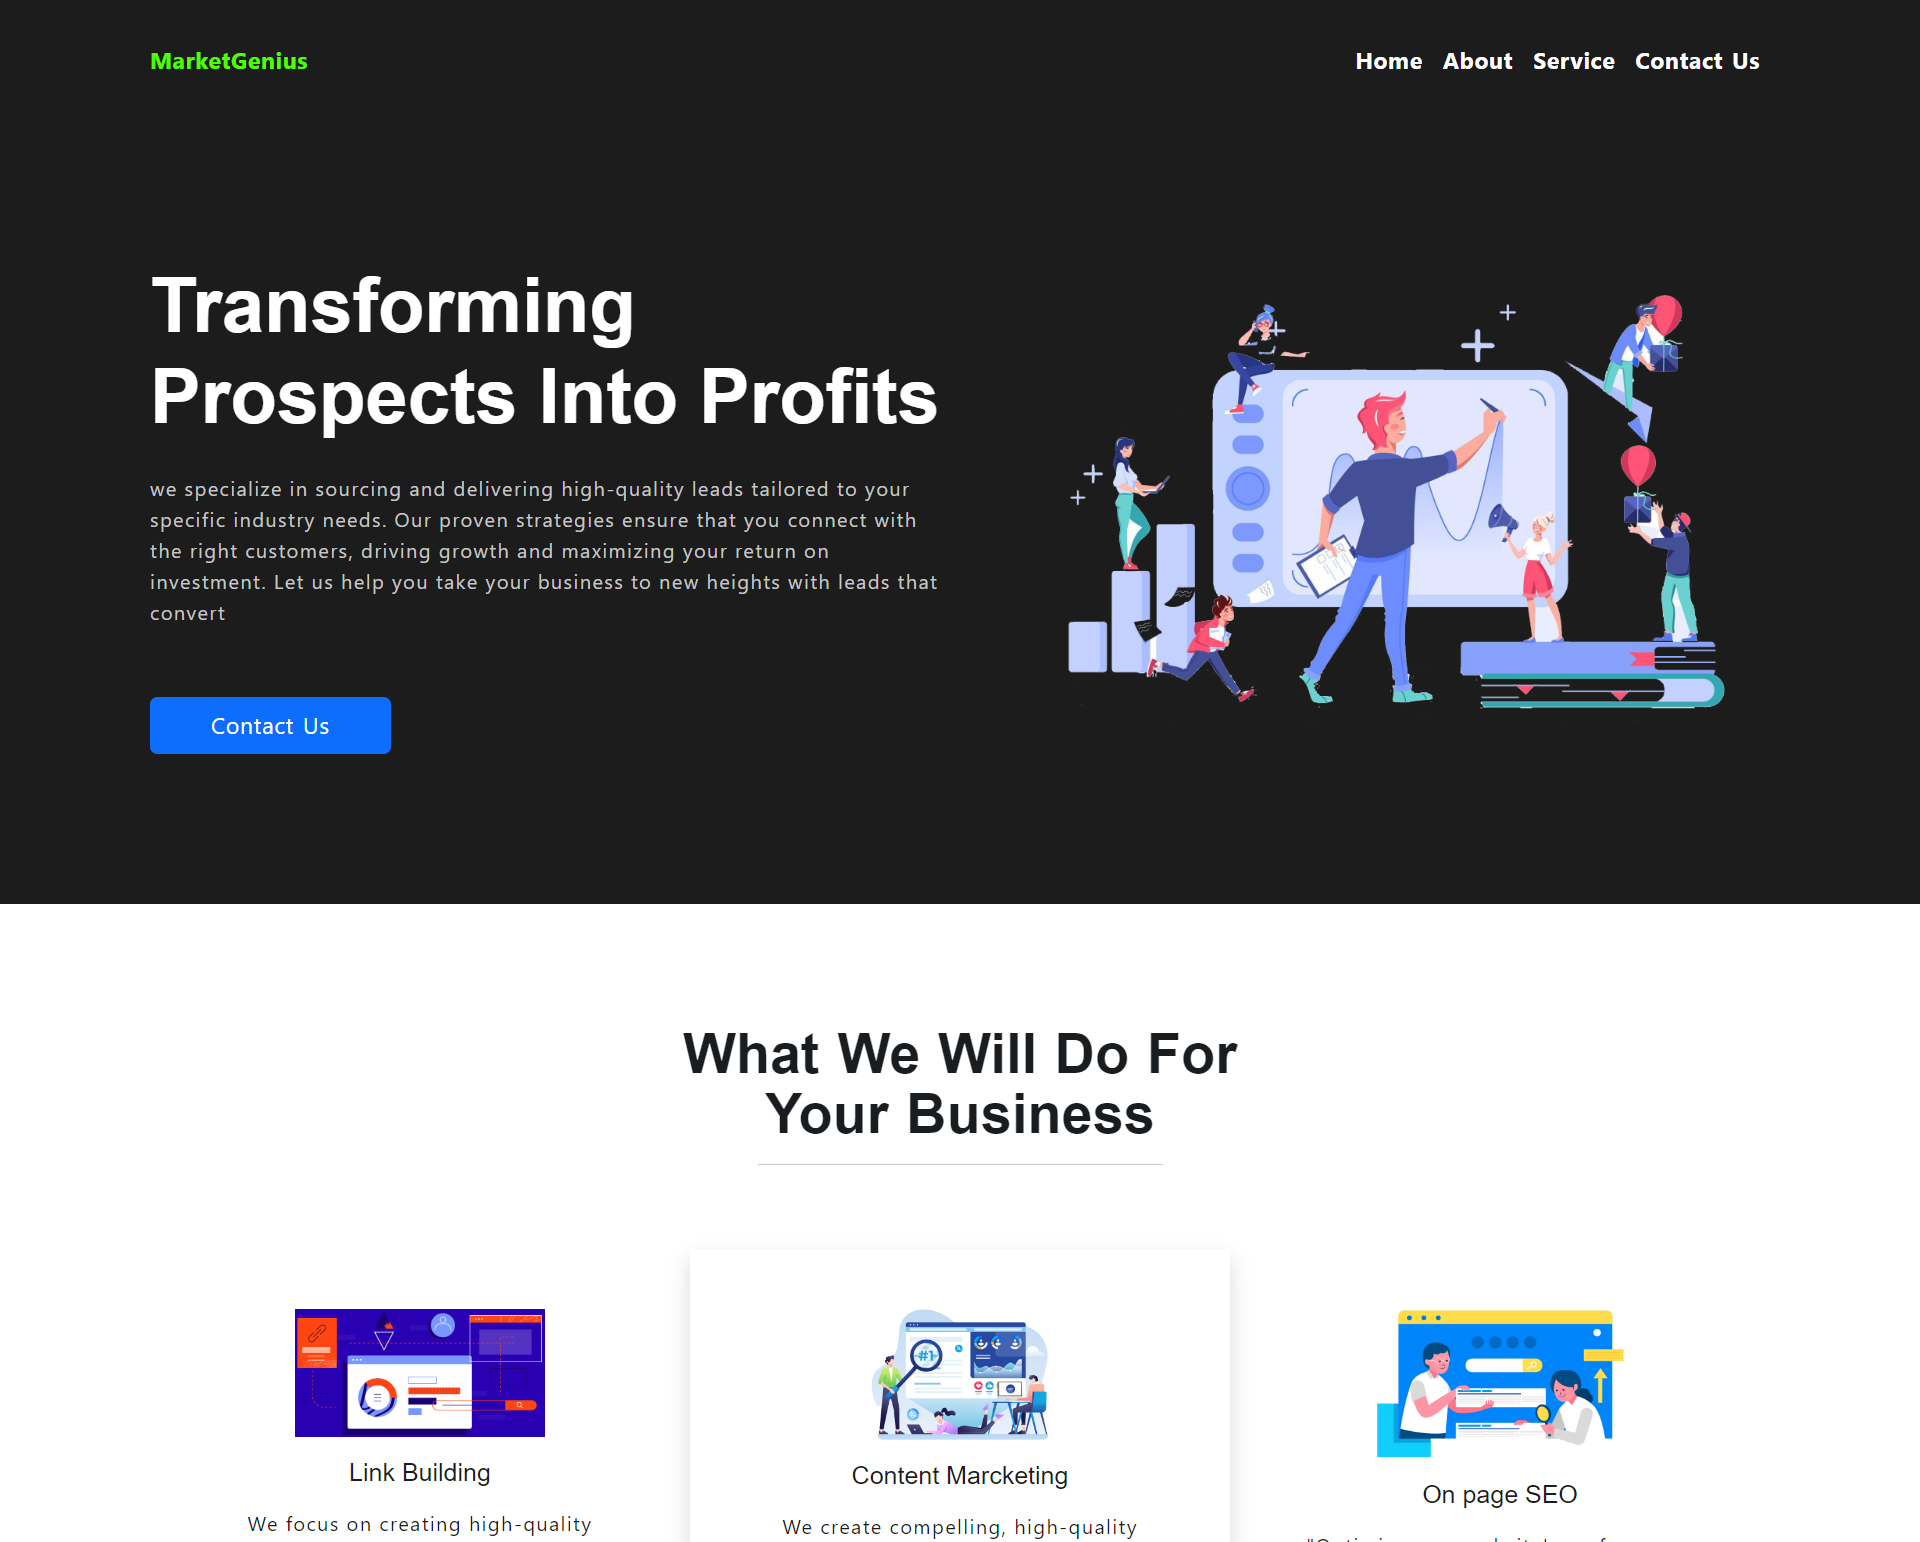 MarketGenius
Home About Service Contact Us
Transforming
Prospects Into Profits
we specialize in sourcing and delivering high-quality leads tailored to your
specific industry needs. Our proven strategies ensure that you connect with
the right customers, driving growth and maximizing your return on
investment. Let us help you take your business to new heights with leads that
convert
Contact Us
What We Will Do For
Your Business
#1
Link Building
Content Marcketing
On page SEO
We focus on creating high-quality
We create compelling, high-quality